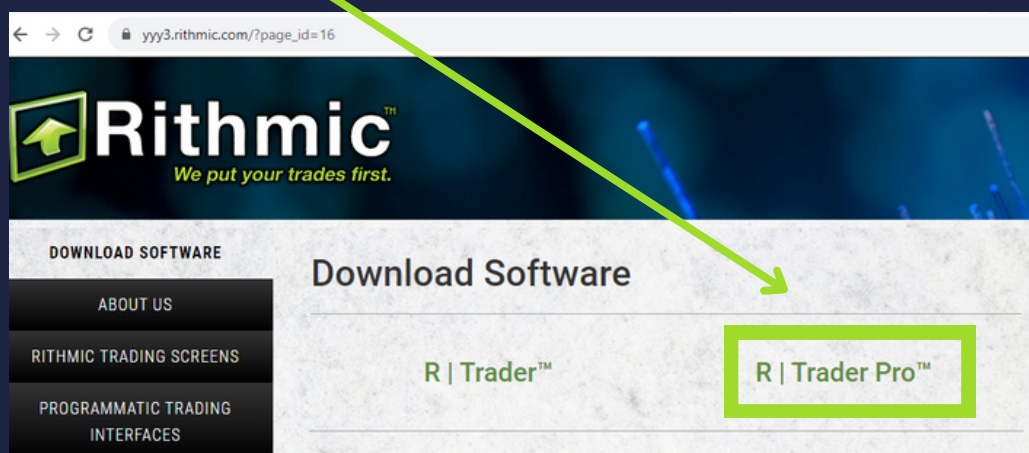 yyy3.rithmic.com/?page_id=16
Rithmic™
We put your trades first.
DOWNLOAD SOFTWARE
ABOUT US
RITHMIC TRADING SCREENS
PROGRAMMATIC TRADING
INTERFACES
Download Software
R | Trader™
R | Trader Pro™